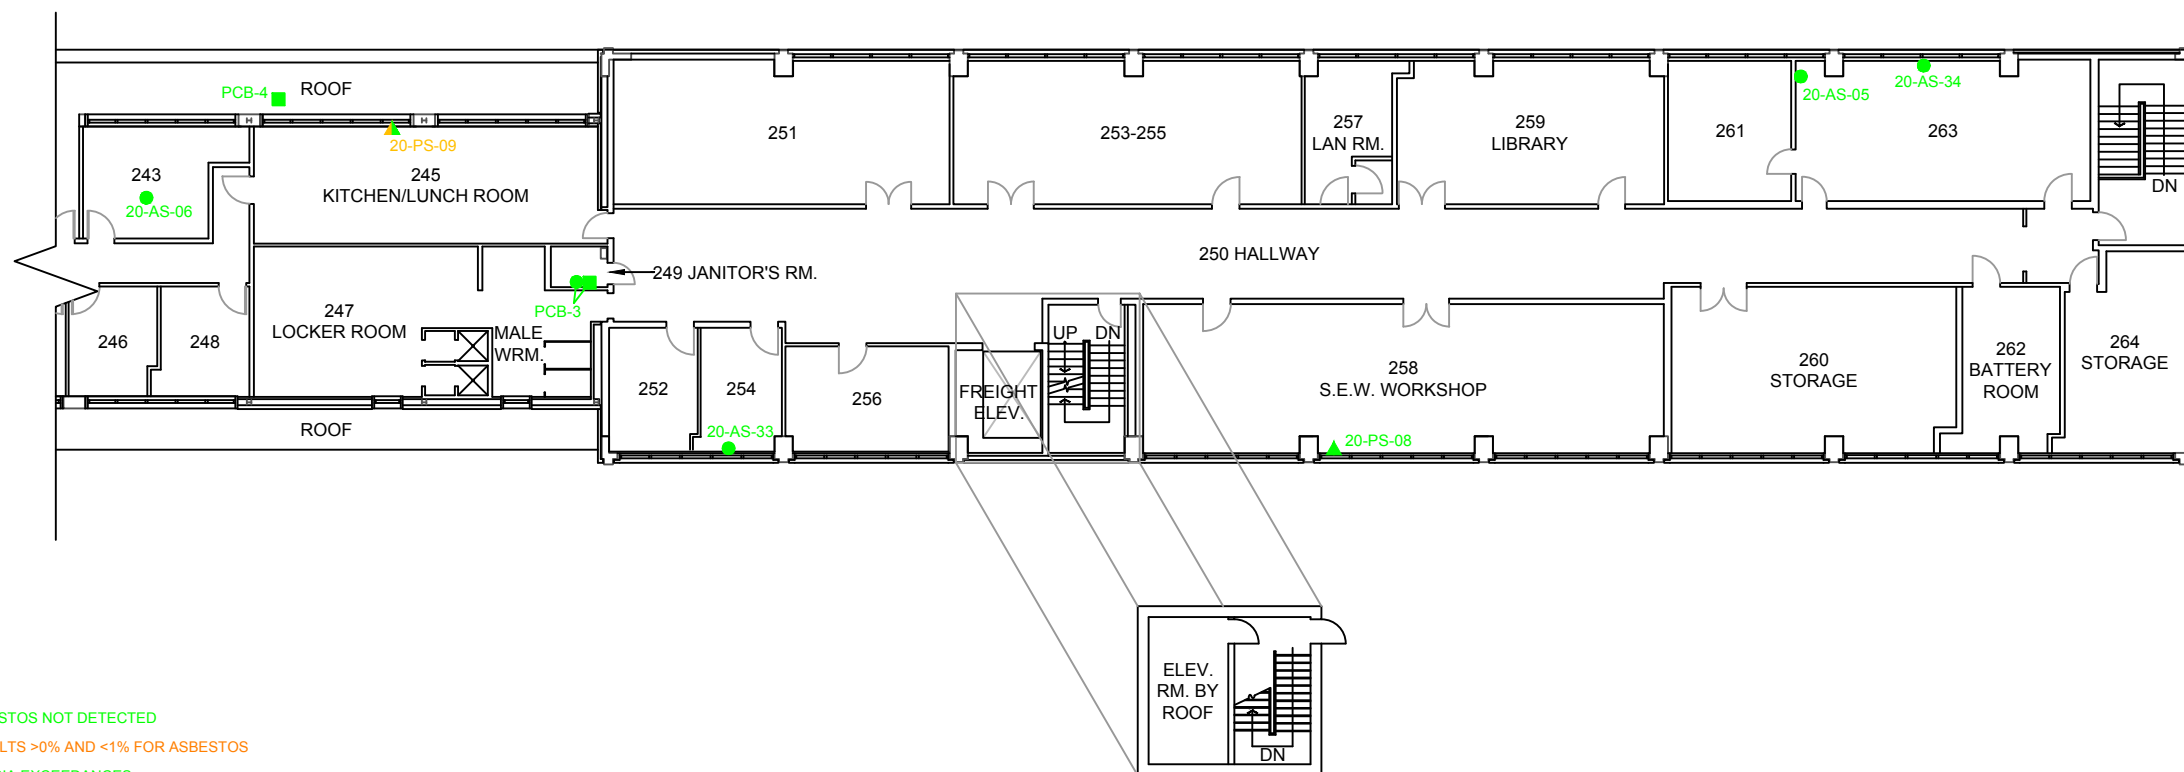 ROOF
PCB-4
20-PS-09
243
20-AS-06
245
KITCHEN/LUNCH ROOM
251
253-255
257
LAN RM.
259
LIBRARY
261
20-AS-05
20-AS-34
263
DN
250 HALLWAY
249 JANITOR'S RM.
PCB-3
247
LOCKER ROOM
MALE
WRM.
246
248
ROOF
252
254
20-AS-33
256
FREIGHT
ELEV.
UP
DN
258
S.E.W. WORKSHOP
20-PS-08
260
STORAGE
262
BATTERY
ROOM
264
STORAGE
ELEV.
RM. BY
ROOF
DN
STOS NOT DETECTED
LTS >0% AND <1% FOR ASBESTOS